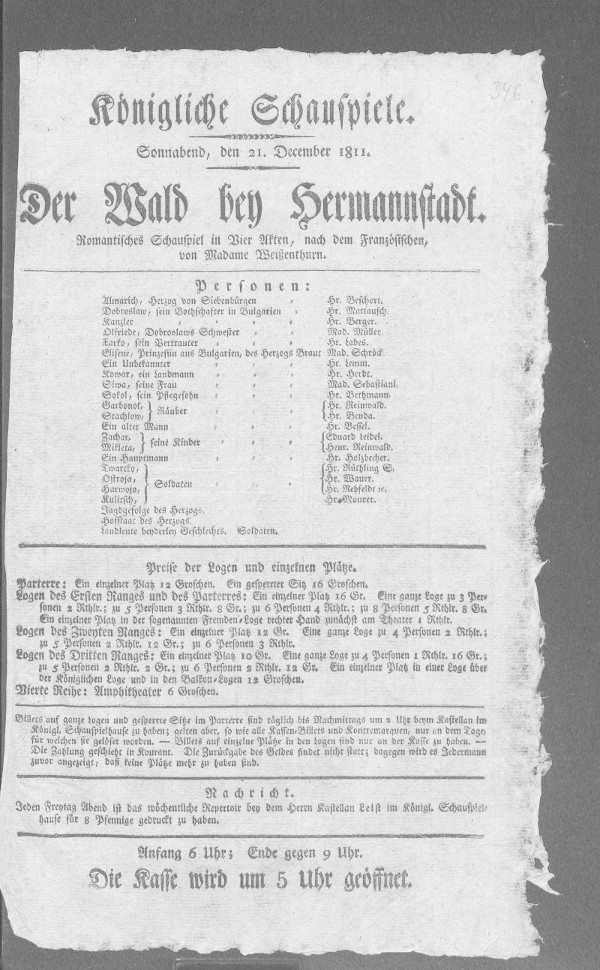 346
Königliche Schauspiele.
Sonnabend, den 21. December 1811.
Der Wald bey Hermannstadt.
Romantisches Schauspiel in Vier Akten, nach dem Französischen,
von Madame Weißenthurn.
Personen:
Almarich, Herzog von Siebenbürgen Hr. Beschort.
Dobroslaw, sein Bothschafter in Bulgarien Hr. Mattausch.
Kanzler Hr. Berger.
Olfriede, Dobroslaws Schwester Mad. Müller.
Xarko, sein Vertrauter Hr. Labes.
Elisene, Prinzessin aus Bulgarien, des Herzogs Braut Mad. Schröck.
Ein Unbekannter Hr. Lemm.
Kowar, ein Landmann Hr. Herdt.
Siwa, seine Frau Mad. Sebastiani.
Sokol, sein Pflegesohn Hr. Bethmann.
Garbonok, } Räuber { Hr. Reinwald.
Stachlow, } { Hr. Benda.
Ein alter Mann Hr. Bessel.
Zachar, } seine Kinder { Eduard Leidel.
Mikleta, } { Henr. Reinwald.
Ein Hauptmann Hr. Holzbecher.
Twarcko, } Soldaten { Hr. Rüthling S.
Ostroja, } { Hr. Wauer.
Harwojo, } { Hr. Rehfeldt ic.
Kulitsch, } { Hr. Maurer.
Jagdgefolge des Herzogs.
Hofstaat des Herzogs.
Landleute beyderley Geschlechts. Soldaten.
Preise der Logen und einzelnen Plätze.
Parterre: Ein einzelner Platz 12 Groschen. Ein gesperrter Sitz 16 Groschen.
Logen des Ersten Ranges und des Parterres: Ein einzelner Platz 16 Gr. Eine ganze Loge zu 3 Per-
sonen 2 Rthlr.; zu 5 Personen 3 Rthlr. 8 Gr.; zu 6 Personen 4 Rthlr.; zu 8 Personen 5 Rthlr. 8 Gr.
Ein einzelner Platz in der sogenannten Fremden-Loge rechter Hand zunächst am Theater 1 Rthlr.
Logen des Zweyten Ranges: Ein einzelner Platz 12 Gr. Eine ganze Loge zu 4 Personen 2 Rthlr.;
zu 5 Personen 2 Rthlr. 12 Gr.; zu 6 Personen 3 Rthlr.
Logen des Dritten Ranges: Ein einzelner Platz 10 Gr. Eine ganze Loge zu 4 Personen 1 Rthlr. 16 Gr.;
zu 5 Personen 2 Rthlr. 2 Gr.; zu 6 Personen 2 Rthlr. 12 Gr. Ein einzelner Platz in einer Loge über
der Königlichen Loge und in den Balkon-Logen 12 Groschen.
Vierte Reihe: Amphitheater 6 Groschen.
Billets auf ganze Logen und gesperrte Sitze im Parterre sind täglich bis Nachmittags um 2 Uhr beym Kastellan im
Königl. Schauspielhause zu haben; gelten aber, so wie alle Kassen-Billets und Kontremarquen, nur an dem Tage,
für welchen sie gelöset worden. — Billets auf einzelne Plätze in den Logen sind nur an der Kasse zu haben. —
Die Zahlung geschieht in Kourant. Die Zurückgabe des Geldes findet nicht statt; dagegen wird es Jedermann
zuvor angezeigt, daß keine Plätze mehr zu haben sind.
Nachricht.
Jeden Freytag Abend ist das wöchentliche Repertoir bey dem Herrn Kastellan Leist im Königl. Schauspiel-
hause für 8 Pfennige gedruckt zu haben.
Anfang 6 Uhr; Ende gegen 9 Uhr.
Die Kasse wird um 5 Uhr geöffnet.